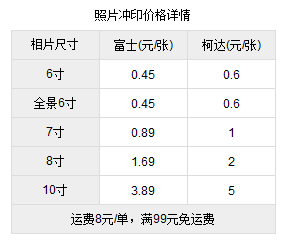 照片冲印价格详情
相片尺寸 富士(元/张) 柯达(元/张)
6寸 0.45 0.6
全景6寸 0.45 0.6
7寸 0.89 1
8寸 1.69 2
10寸 3.89 5
运费8元/单，满99元免运费